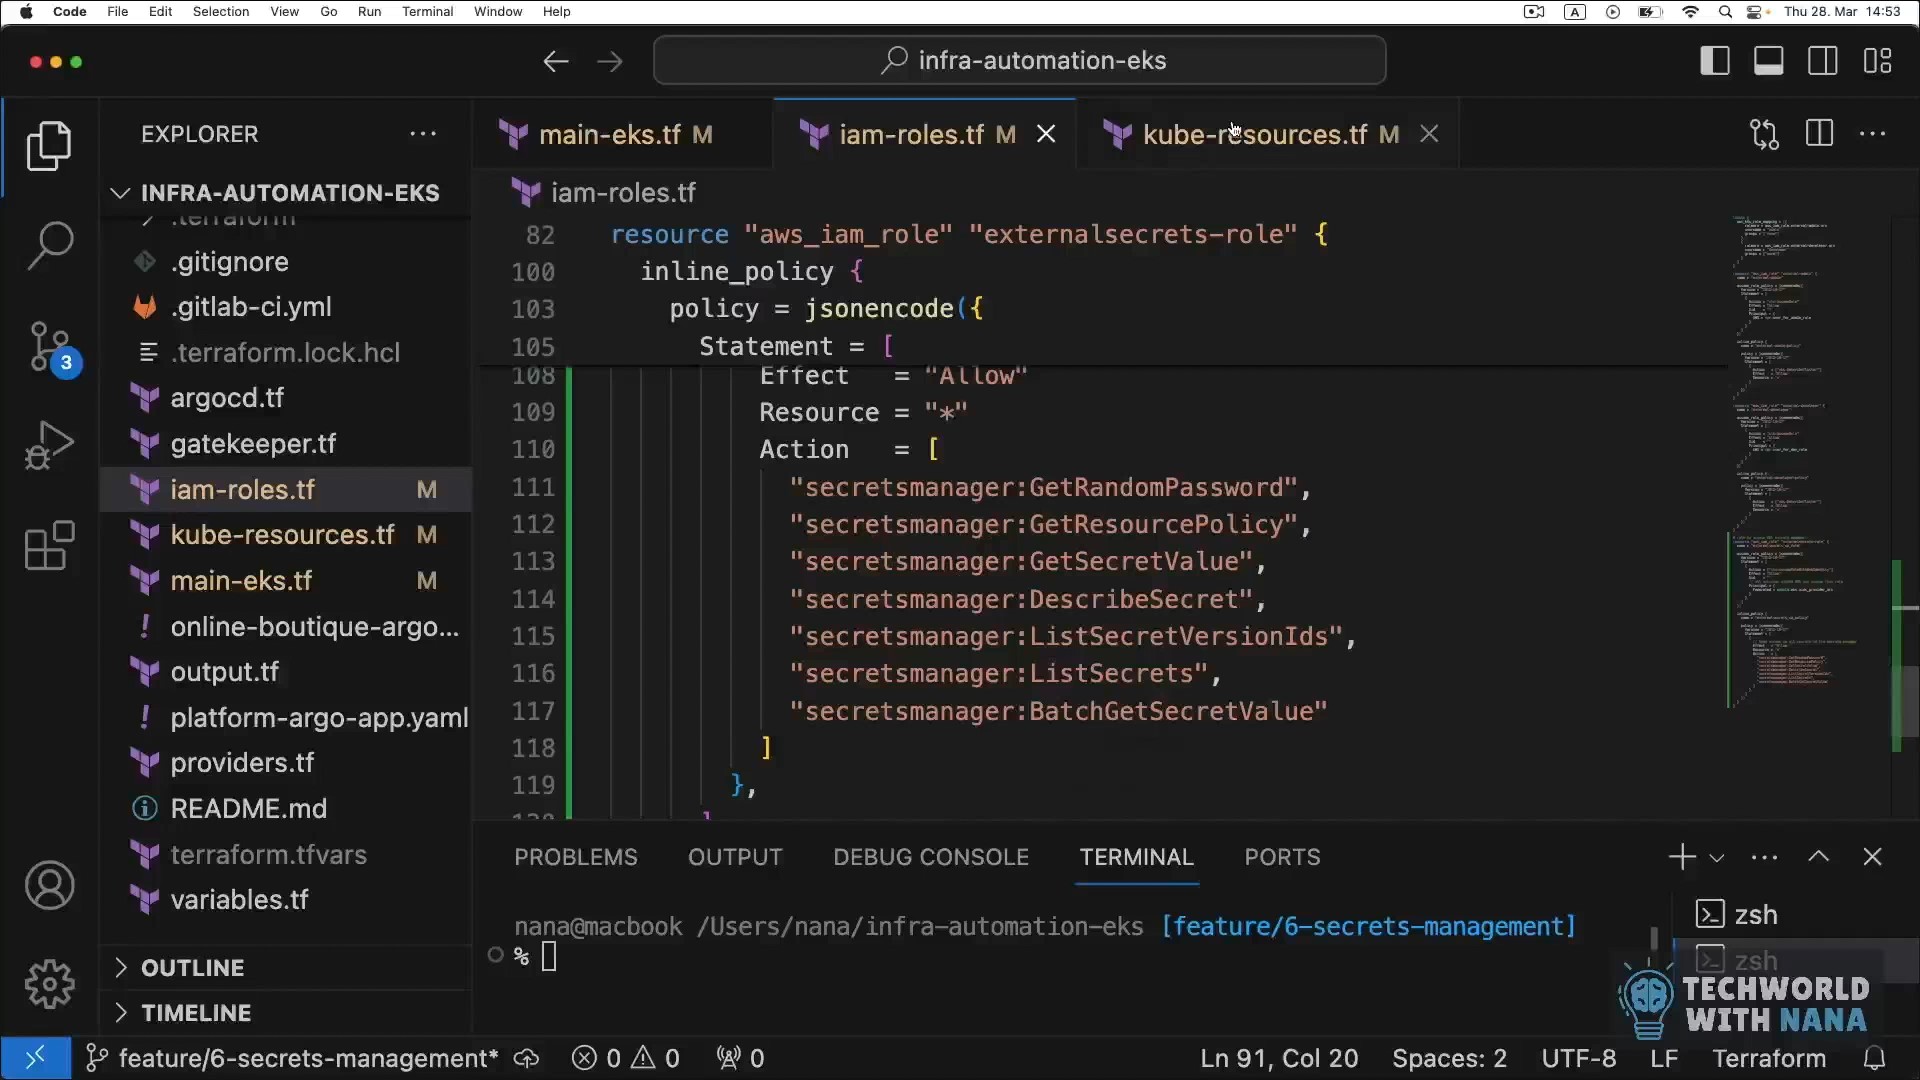 Code File Edit Selection View Go Run Terminal Window Help A Thu 28. Mar 14:53
infra-automation-eks
EXPLORER
main-eks.tf M
iam-roles.tf M
kube-resources.tf M
INFRA-AUTOMATION-EKS
.terraform
.gitignore
.gitlab-ci.yml
.terraform.lock.hcl
argocd.tf
gatekeeper.tf
iam-roles.tf M
kube-resources.tf M
main-eks.tf M
online-boutique-argo...
output.tf
platform-argo-app.yaml
providers.tf
README.md
terraform.tfvars
variables.tf
OUTLINE
TIMELINE
3
iam-roles.tf
82 resource "aws_iam_role" "externalsecrets-role" {
100 inline_policy {
103 policy = jsonencode({
105 Statement = [
108 Effect = "Allow"
109 Resource = "*"
110 Action = [
111 "secretsmanager:GetRandomPassword",
112 "secretsmanager:GetResourcePolicy",
113 "secretsmanager:GetSecretValue",
114 "secretsmanager:DescribeSecret",
115 "secretsmanager:ListSecretVersionIds",
116 "secretsmanager:ListSecrets",
117 "secretsmanager:BatchGetSecretValue"
118 ]
119 },
PROBLEMS OUTPUT DEBUG CONSOLE TERMINAL PORTS
nana@macbook /Users/nana/infra-automation-eks [feature/6-secrets-management]
%
zsh
zsh
TECHWORLD
WITH NANA
feature/6-secrets-management* 0 0 0 Ln 91, Col 20 Spaces: 2 UTF-8 LF Terraform